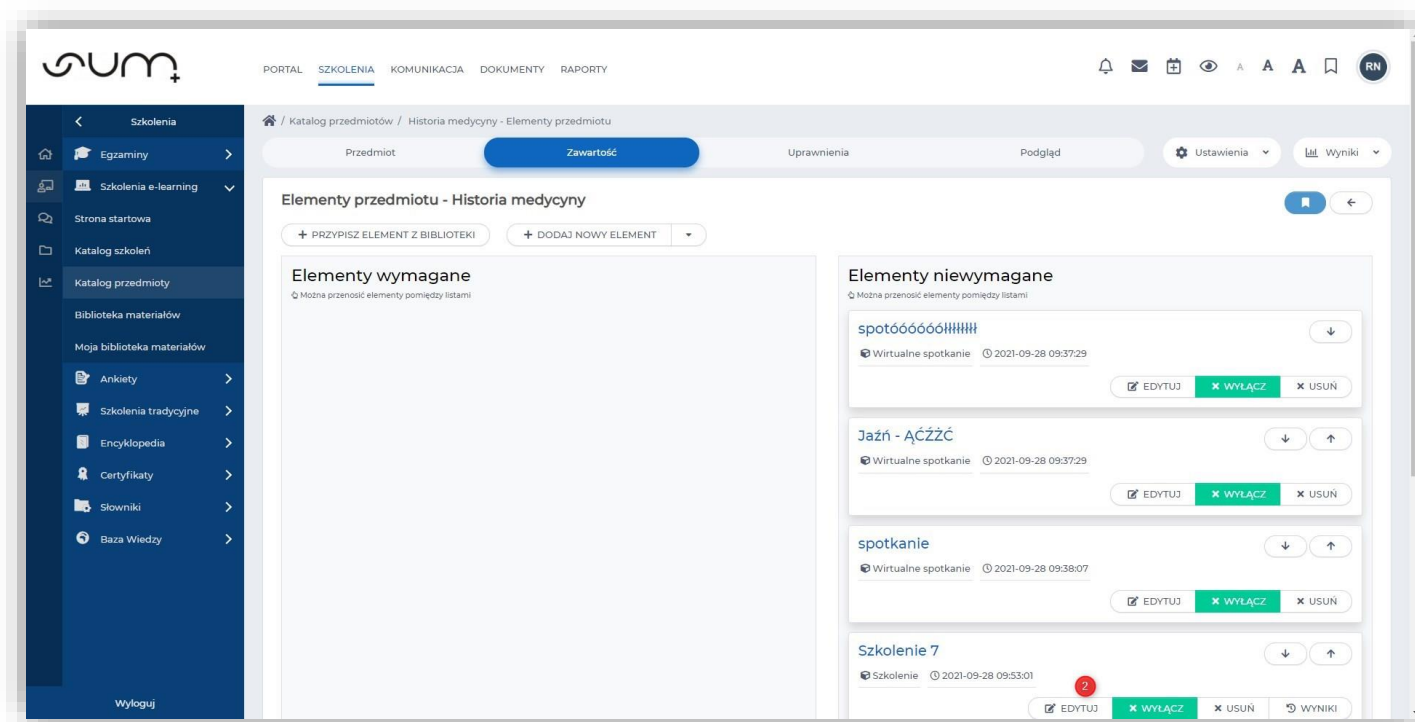 sum+
PORTAL SZKOLENIA KOMUNIKACJA DOKUMENTY RAPORTY
A A A RN
Szkolenia
Egzaminy
Szkolenia e-learning
Strona startowa
Katalog szkoleń
Katalog przedmioty
Biblioteka materiałów
Moja biblioteka materiałów
Ankiety
Szkolenia tradycyjne
Encyklopedia
Certyfikaty
Słowniki
Baza Wiedzy
Wyloguj
/ Katalog przedmiotów / Historia medycyny - Elementy przedmiotu
Przedmiot Zawartość Uprawnienia Podgląd Ustawienia Wyniki
Elementy przedmiotu - Historia medycyny
+ PRZYPISZ ELEMENT Z BIBLIOTEKI + DODAJ NOWY ELEMENT
Elementy wymagane
Można przenosić elementy pomiędzy listami
Elementy niewymagane
Można przenosić elementy pomiędzy listami
spotóóóóóółłłłłłłł
Wirtualne spotkanie 2021-09-28 09:37:29
EDYTUJ WYŁĄCZ USUŃ
Jaźń - ĄĆŹŻĆ
Wirtualne spotkanie 2021-09-28 09:37:29
EDYTUJ WYŁĄCZ USUŃ
spotkanie
Wirtualne spotkanie 2021-09-28 09:38:07
EDYTUJ WYŁĄCZ USUŃ
Szkolenie 7
Szkolenie 2021-09-28 09:53:01
2
EDYTUJ WYŁĄCZ USUŃ WYNIKI